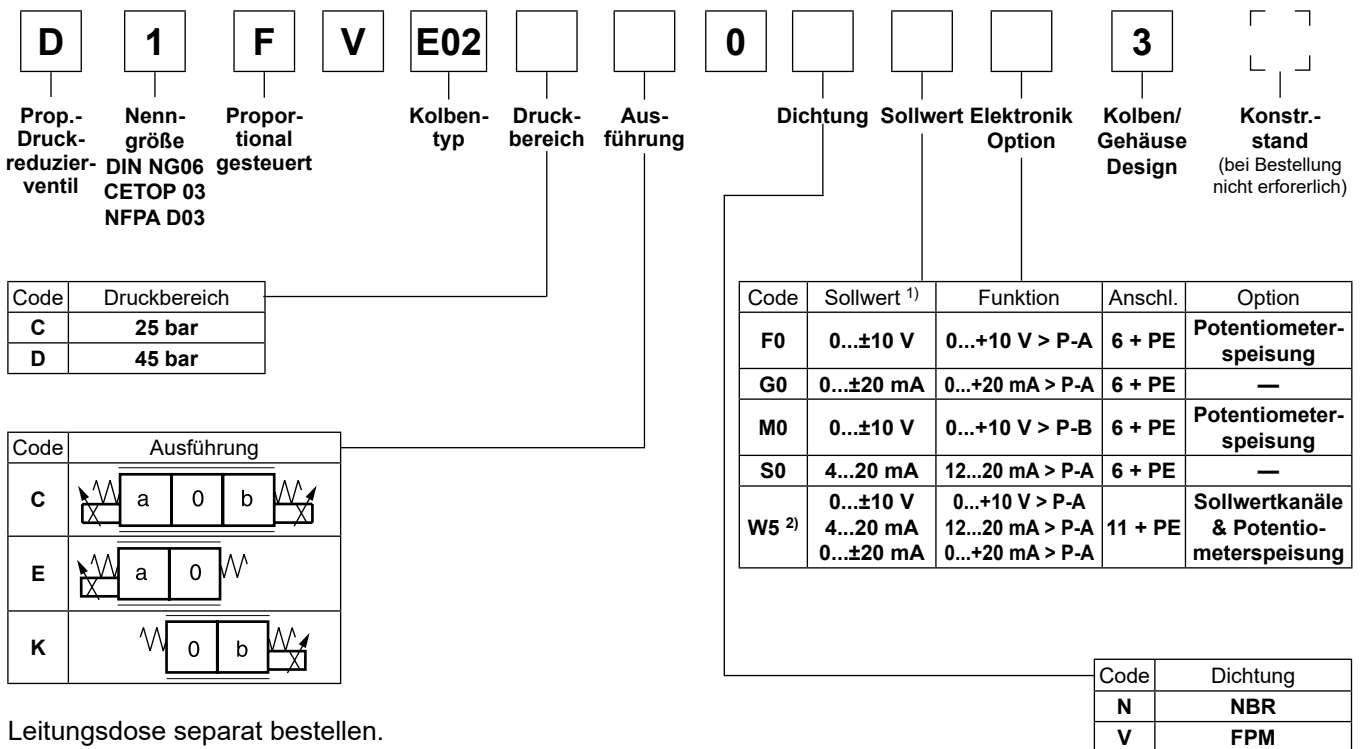 D 1 F V E02 0 3
Prop.-
Druck-
reduzier-
ventil
Nenn-
größe
DIN NG06
CETOP 03
NFPA D03
Propor-
tional
gesteuert
Kolben-
typ
Druck-
bereich
Aus-
führung
Dichtung
Sollwert
Elektronik
Option
Kolben/
Gehäuse
Design
Konstr.-
stand
(bei Bestellung
nicht erforerlich)
Code Druckbereich
C 25 bar
D 45 bar
Code Ausführung
C a 0 b
E a 0
K 0 b
Code Sollwert 1) Funktion Anschl. Option
F0 0...±10 V 0...+10 V > P-A 6 + PE Potentiometer-
speisung
G0 0...±20 mA 0...+20 mA > P-A 6 + PE —
M0 0...±10 V 0...+10 V > P-B 6 + PE Potentiometer-
speisung
S0 4...20 mA 12...20 mA > P-A 6 + PE —
0...±10 V 0...+10 V > P-A Sollwertkanäle
W5 2) 4...20 mA 12...20 mA > P-A 11 + PE & Potentio-
0...±20 mA 0...+20 mA > P-A meterspeisung
Code Dichtung
N NBR
V FPM
Leitungsdose separat bestellen.